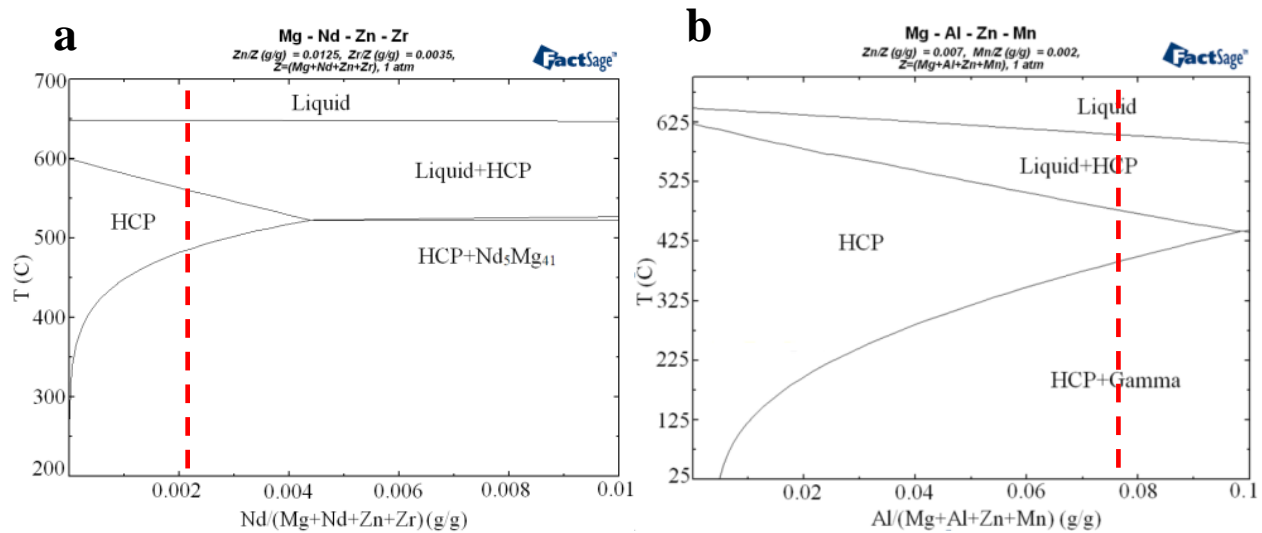 a
Mg - Nd - Zn - Zr
Zn/Z (g/g) = 0.0125, Zr/Z (g/g) = 0.0035,
Z=(Mg+Nd+Zn+Zr), 1 atm
FactSage™
700
600
500
400
300
200
T (C)
Liquid
Liquid+HCP
HCP
HCP+Nd₅Mg₄₁
0.002 0.004 0.006 0.008 0.01
Nd/(Mg+Nd+Zn+Zr) (g/g)
b
Mg - Al - Zn - Mn
Zn/Z (g/g) = 0.007, Mn/Z (g/g) = 0.002,
Z=(Mg+Al+Zn+Mn), 1 atm
FactSage™
625
525
425
325
225
125
25
T (C)
Liquid
Liquid+HCP
HCP
HCP+Gamma
0.02 0.04 0.06 0.08 0.1
Al/(Mg+Al+Zn+Mn) (g/g)